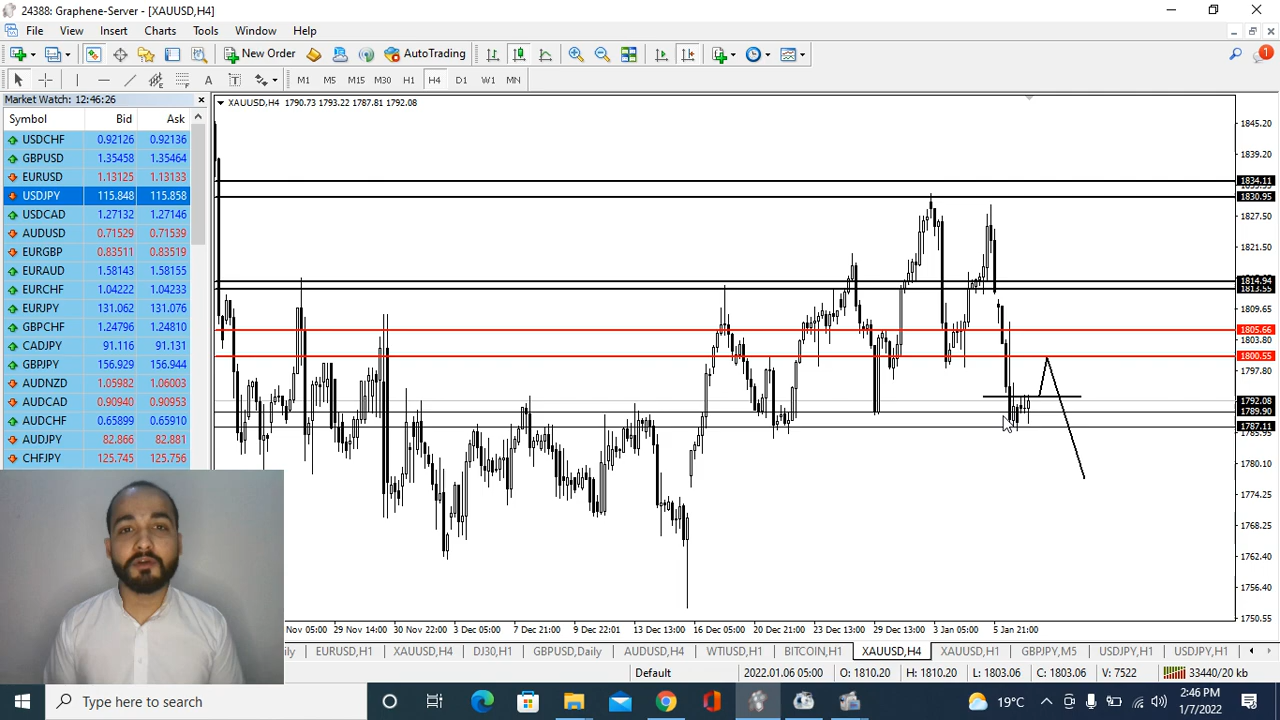 24388: Graphene-Server - [XAUUSD,H4]
File View Insert Charts Tools Window Help
New Order AutoTrading
A T M1 M5 M15 M30 H1 H4 D1 W1 MN
Market Watch: 12:46:26
Symbol Bid Ask
USDCHF 0.92126 0.92136
GBPUSD 1.35458 1.35464
EURUSD 1.13125 1.13133
USDJPY 115.848 115.858
USDCAD 1.27132 1.27146
AUDUSD 0.71529 0.71539
EURGBP 0.83511 0.83519
EURAUD 1.58143 1.58155
EURCHF 1.04222 1.04233
EURJPY 131.062 131.076
GBPCHF 1.24796 1.24810
CADJPY 91.116 91.131
GBPJPY 156.929 156.944
AUDNZD 1.05982 1.06003
AUDCAD 0.90940 0.90953
AUDCHF 0.65899 0.65910
AUDJPY 82.866 82.881
CHFJPY 125.745 125.756
XAUUSD,H4 1790.73 1793.22 1787.81 1792.08
1845.20
1839.20
1834.11
1830.95
1827.50
1821.50
1814.94
1813.55
1809.65
1805.66
1803.80
1800.55
1797.80
1792.08
1789.90
1787.11
1785.95
1780.10
1774.25
1768.25
1762.40
1756.40
1750.55
Nov 05:00 29 Nov 14:00 30 Nov 22:00 3 Dec 05:00 7 Dec 21:00 9 Dec 22:01 13 Dec 13:00 16 Dec 05:00 20 Dec 21:00 23 Dec 13:00 29 Dec 13:00 3 Jan 05:00 5 Jan 21:00
EURUSD,H1 XAUUSD,H4 DJ30,H1 GBPUSD,Daily AUDUSD,H4 WTIUSD,H1 BITCOIN,H1 XAUUSD,H4 XAUUSD,H1 GBPJPY,M5 USDJPY,H1 USDJPY,H1
Default 2022.01.06 05:00 O: 1810.20 H: 1810.20 L: 1803.06 C: 1803.06 V: 7522 33440/20 kb
Type here to search
19°C
2:46 PM
1/7/2022
1